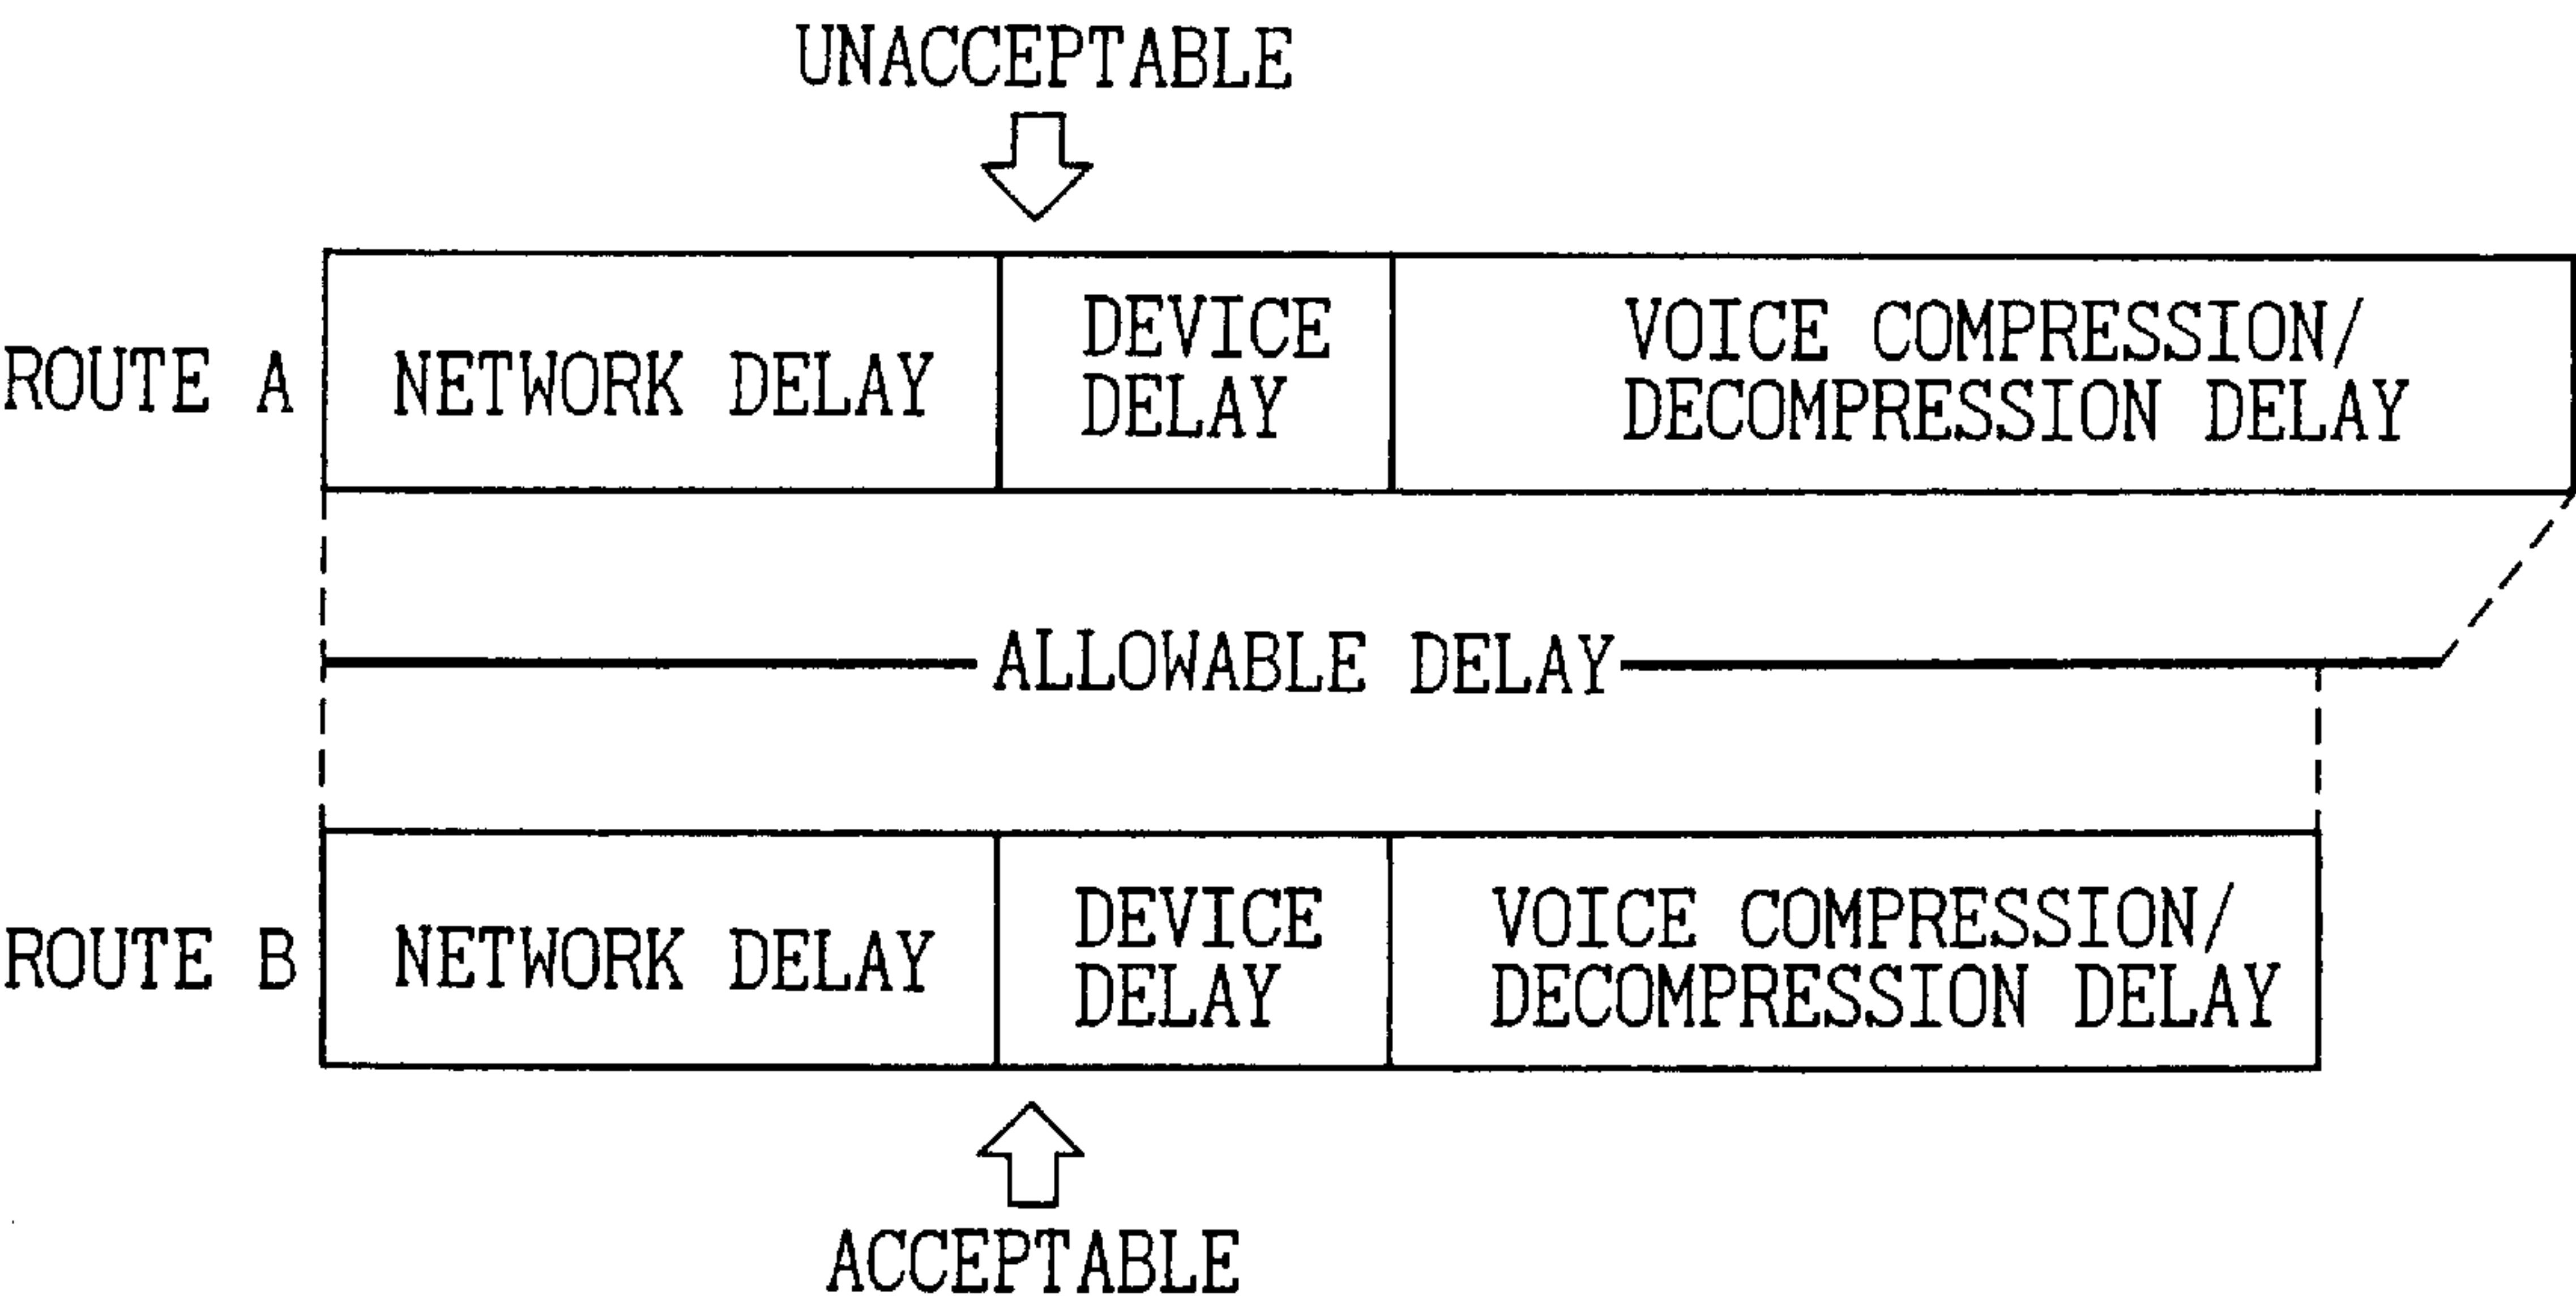 UNACCEPTABLE
ROUTE A
NETWORK DELAY
DEVICE
DELAY
VOICE COMPRESSION/
DECOMPRESSION DELAY
ALLOWABLE DELAY
ROUTE B
NETWORK DELAY
DEVICE
DELAY
VOICE COMPRESSION/
DECOMPRESSION DELAY
ACCEPTABLE